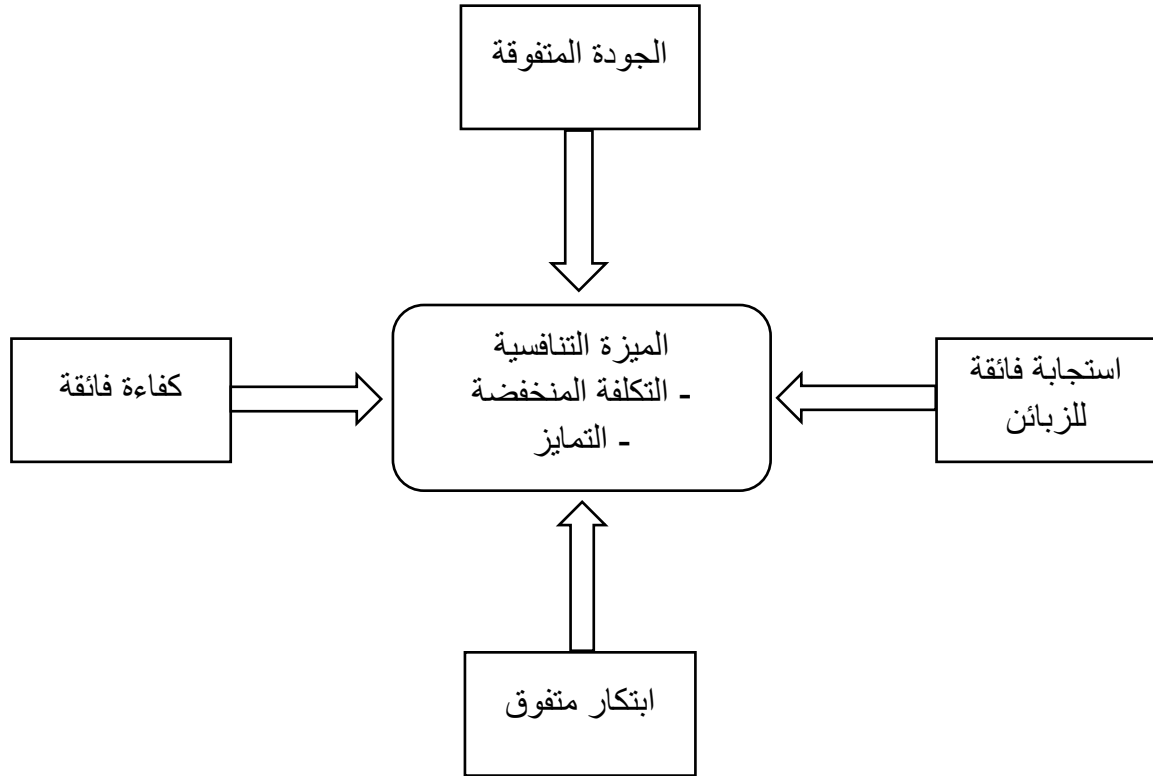 الجودة المتفوقة
الميزة التنافسية
- التكلفة المنخفضة
- التمايز
استجابة فائقة
للزبائن
كفاءة فائقة
ابتكار متفوق